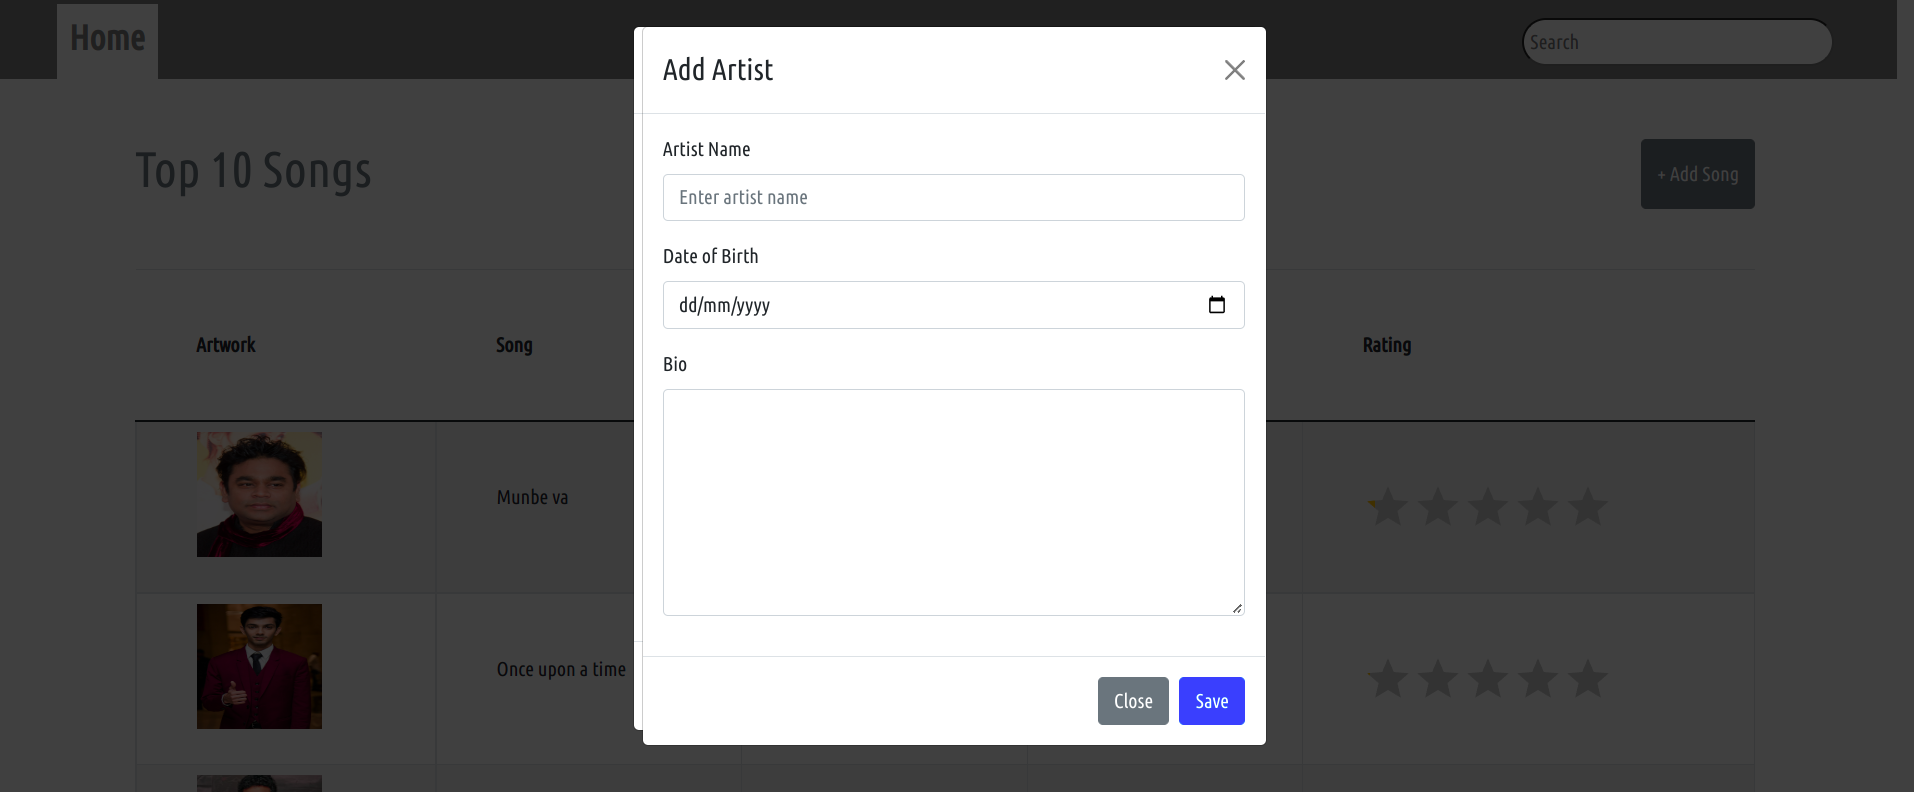 Home
Search
Add Artist
Top 10 Songs
+ Add Song
Artist Name
Enter artist name
Date of Birth
dd/mm/yyyy
Artwork
Song
Rating
Bio
Munbe va
Once upon a time
Close
Save